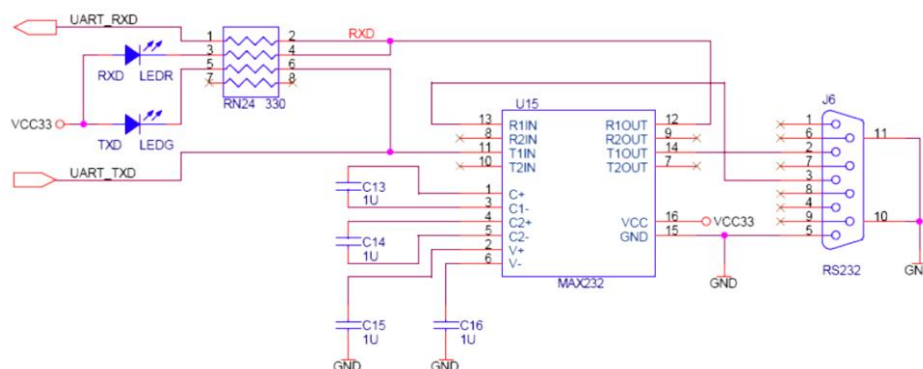 UART_RXD
1 2 RXD
3 4
5 6
7 8
RXD LEDR
RN24 330
VCC33
TXD LEDG
UART_TXD
U15
13 R1IN R1OUT 12
8 R2IN R2OUT 9
11 T1IN T1OUT 14
10 T2IN T2OUT 7
1 C+
3 C1-
4 C2+ VCC 16 VCC33
5 C2- GND 15
2 V+
6 V-
MAX232
C13
1U
C14
1U
C15
1U
C16
1U
GND
GND
GND
J6
1
6
2
7
3
8
4
9
5
11
10
RS232
GN